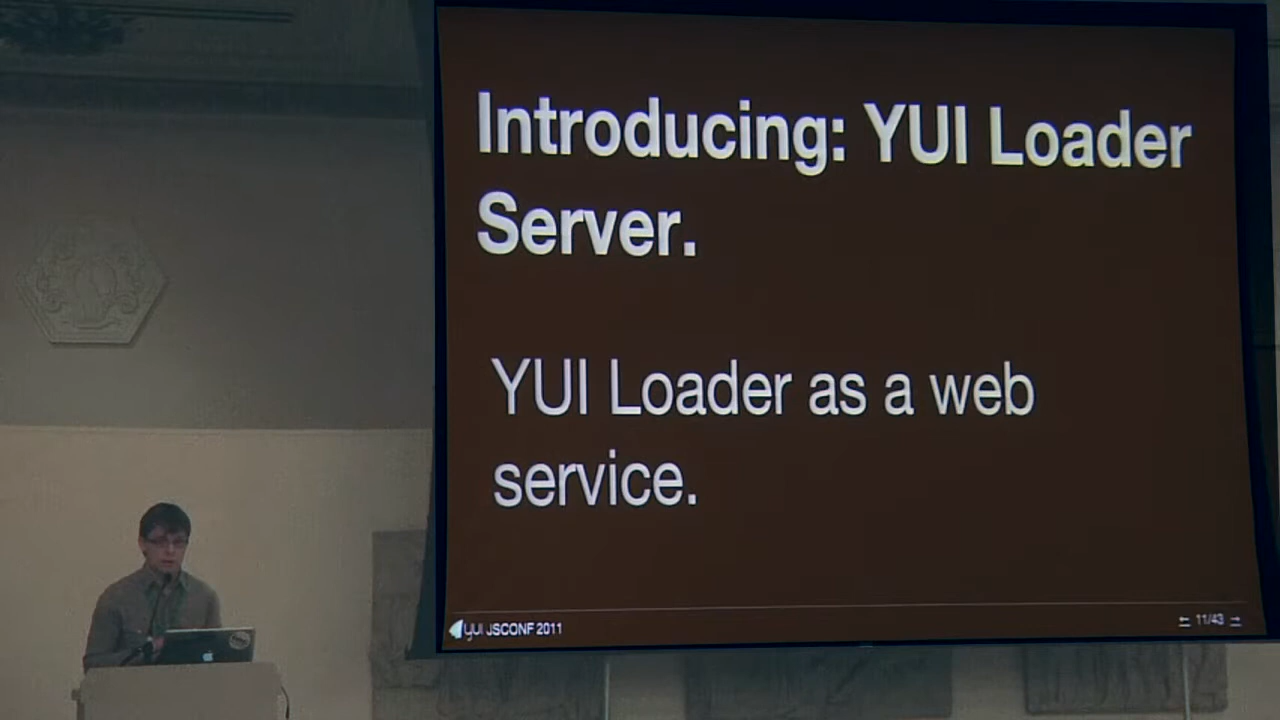 Introducing: YUI Loader
Server.
YUI Loader as a web
service.
YUI JSCONF 2011
11/43